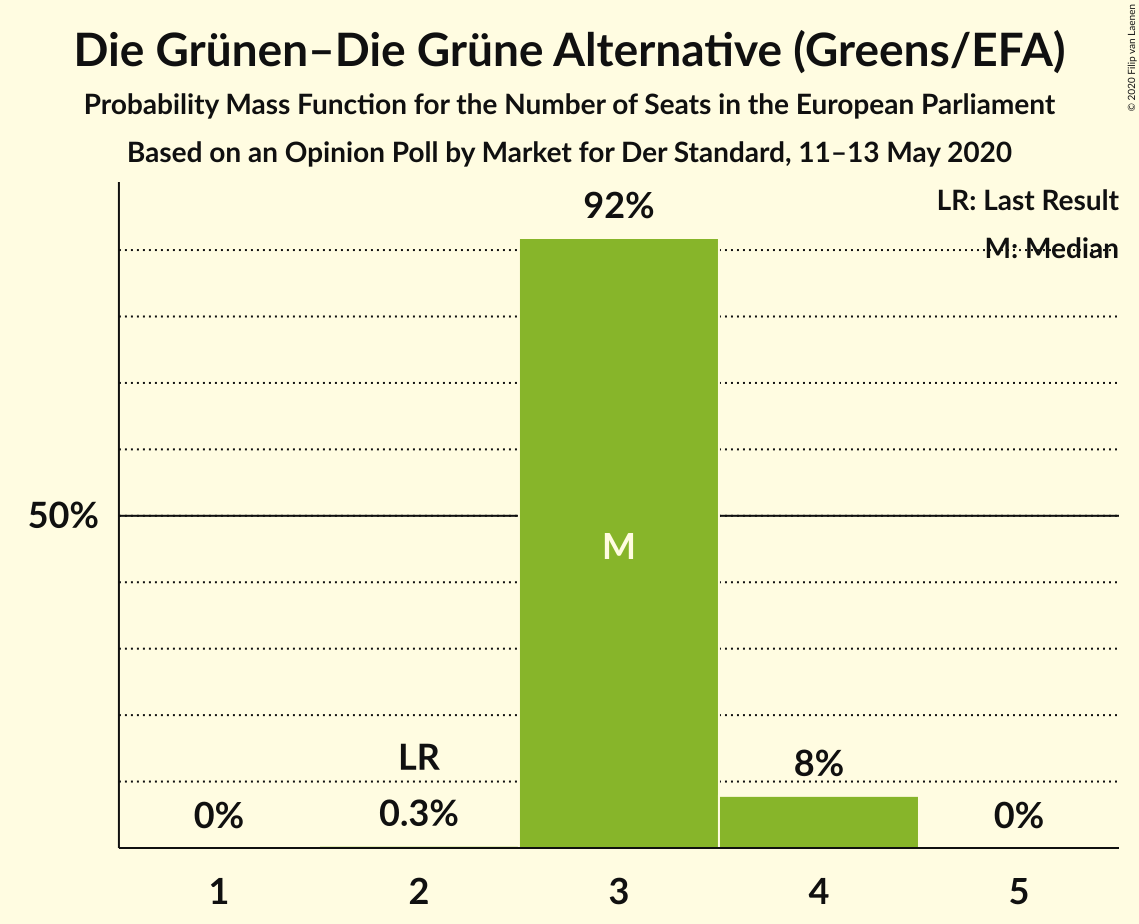 Die Grünen–Die Grüne Alternative (Greens/EFA)
Probability Mass Function for the Number of Seats in the European Parliament
Based on an Opinion Poll by Market for Der Standard, 11–13 May 2020
© 2020 Filip van Laenen
LR: Last Result
M: Median
92%
50%
M
LR
8%
0%
0.3%
0%
1
2
3
4
5